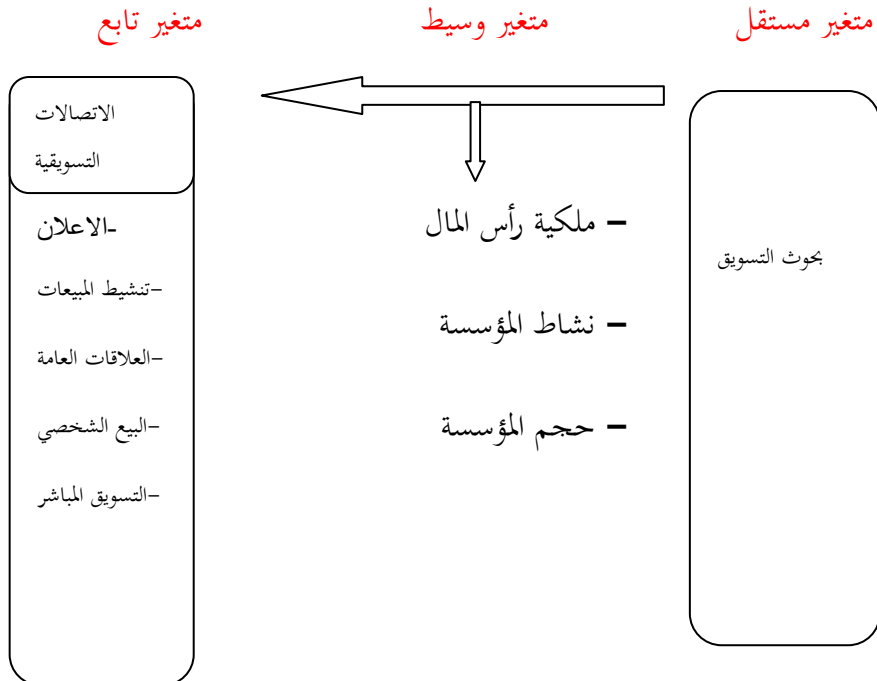 متغير مستقل
متغير وسيط
متغير تابع
بحوث التسويق
– ملكية رأس المال
– نشاط المؤسسة
– حجم المؤسسة
الاتصالات
التسويقية
-الاعلان
-تنشيط المبيعات
-العلاقات العامة
-البيع الشخصي
-التسويق المباشر